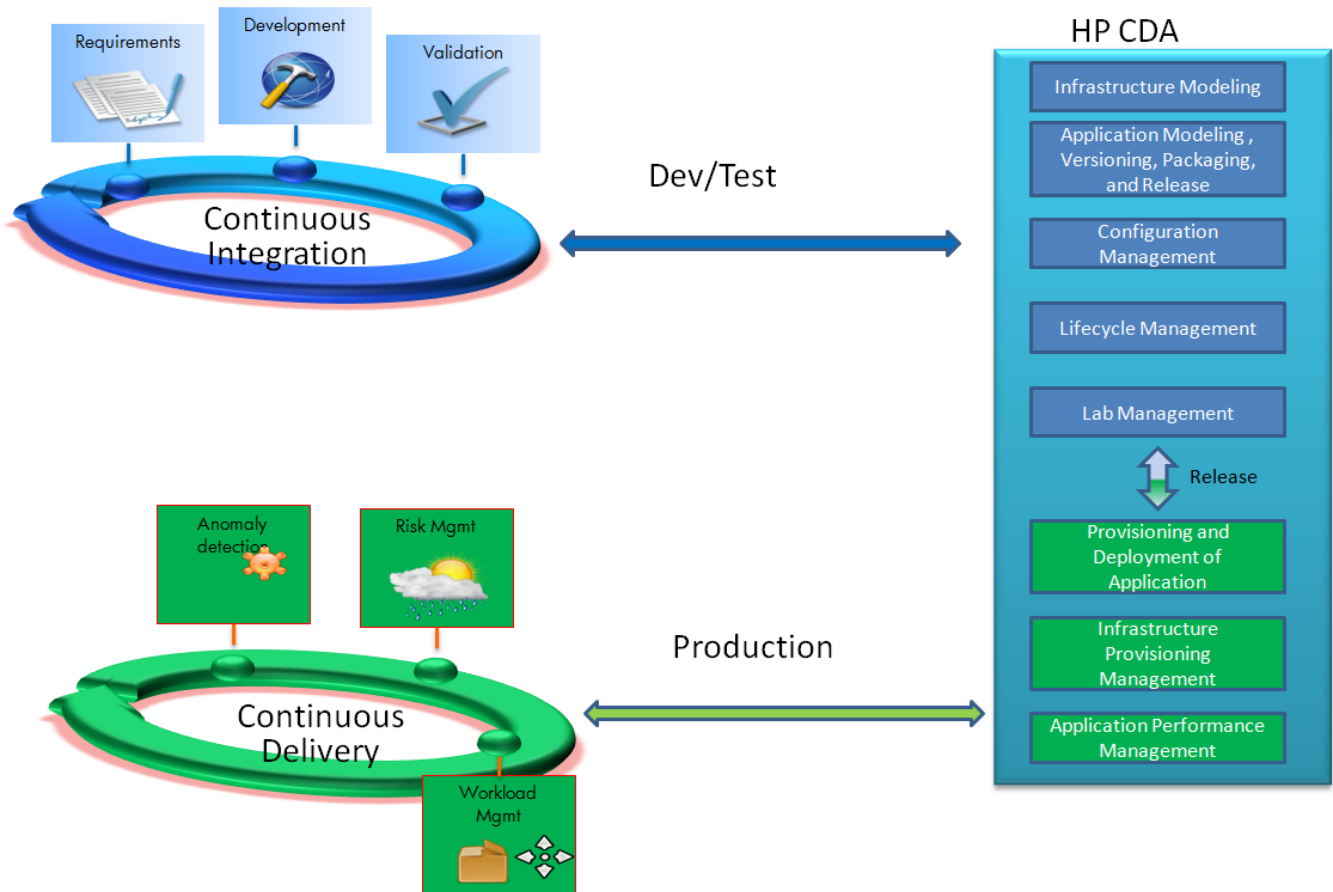 Requirements
Development
Validation
Continuous
Integration
Dev/Test
HP CDA
Infrastructure Modeling
Application Modeling ,
Versioning, Packaging,
and Release
Configuration
Management
Lifecycle Management
Lab Management
Release
Anomaly
detection
Risk Mgmt
Continuous
Delivery
Workload
Mgmt
Production
Provisioning and
Deployment of
Application
Infrastructure
Provisioning
Management
Application Performance
Management